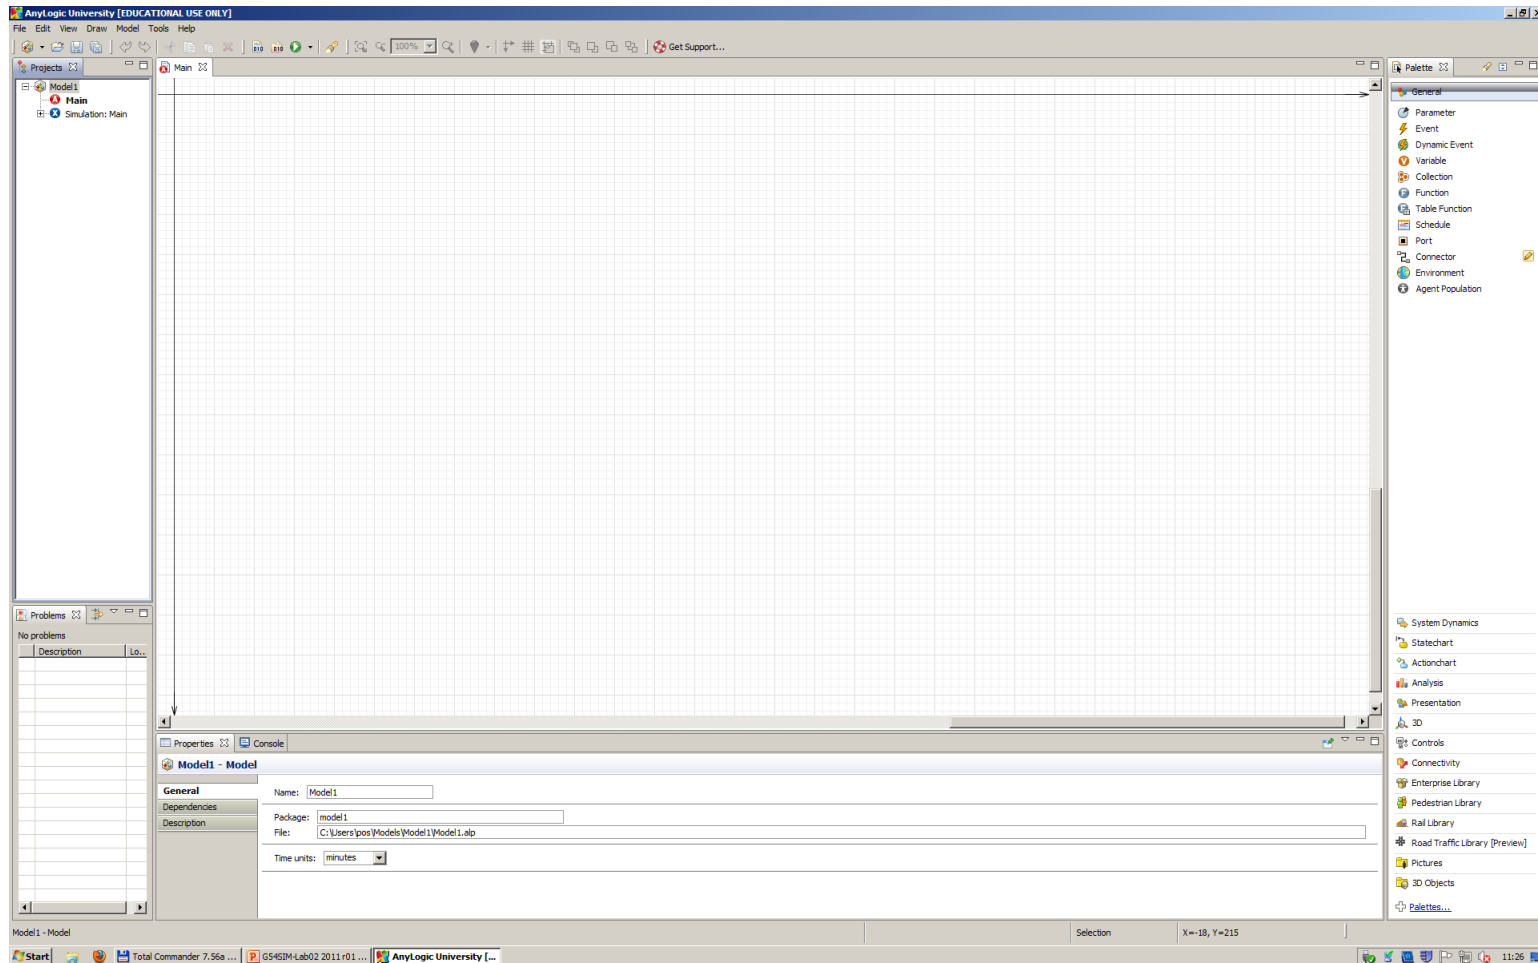 AnyLogic University [EDUCATIONAL USE ONLY]
File Edit View Draw Model Tools Help
100% Get Support...
Projects
Model1
Main
Simulation: Main
Main
Palette
General
Parameter
Event
Dynamic Event
Variable
Collection
Function
Table Function
Schedule
Port
Connector
Environment
Agent Population
System Dynamics
Statechart
Actionchart
Analysis
Presentation
3D
Controls
Connectivity
Enterprise Library
Pedestrian Library
Rail Library
Road Traffic Library [Preview]
Pictures
3D Objects
Palettes...
Problems
No problems
Description Lo...
Properties Console
Model1 - Model
General
Dependencies
Description
Name: Model1
Package: model1
File: C:\Users\pos\Models\Model1\Model1.alp
Time units: minutes
Model1 - Model Selection X=-18, Y=215
Start Total Commander 7.56a ... G54SIM-Lab02 2011 r01 ... AnyLogic University [... 11:26